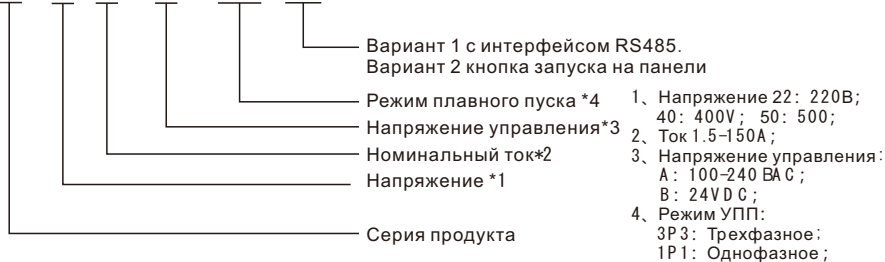 Вариант 1 с интерфейсом RS485.
Вариант 2 кнопка запуска на панели
Режим плавного пуска *4
Напряжение управления*3
Номинальный ток*2
Напряжение *1
Серия продукта
1、Напряжение 22: 220В;
40: 400V; 50: 500;
2、Ток 1.5-150A;
3、Напряжение управления:
A: 100-240 ВAC;
B: 24VDC;
4、Режим УПП:
3P3: Трехфазное;
1P1: Однофазное;